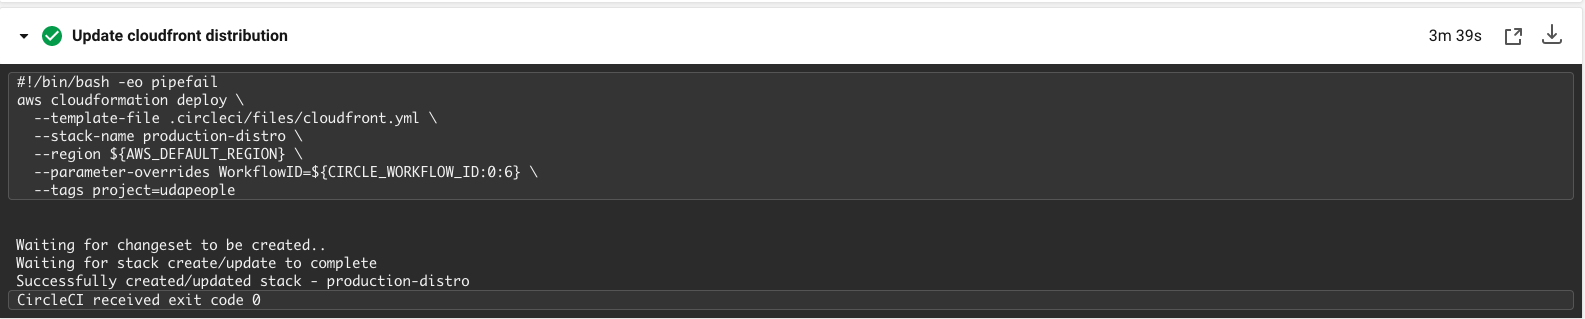 Update cloudfront distribution
3m 39s
#!/bin/bash -eo pipefail
aws cloudformation deploy \
  --template-file .circleci/files/cloudfront.yml \
  --stack-name production-distro \
  --region ${AWS_DEFAULT_REGION} \
  --parameter-overrides WorkflowID=${CIRCLE_WORKFLOW_ID:0:6} \
  --tags project=udapeople
Waiting for changeset to be created..
Waiting for stack create/update to complete
Successfully created/updated stack - production-distro
CircleCI received exit code 0